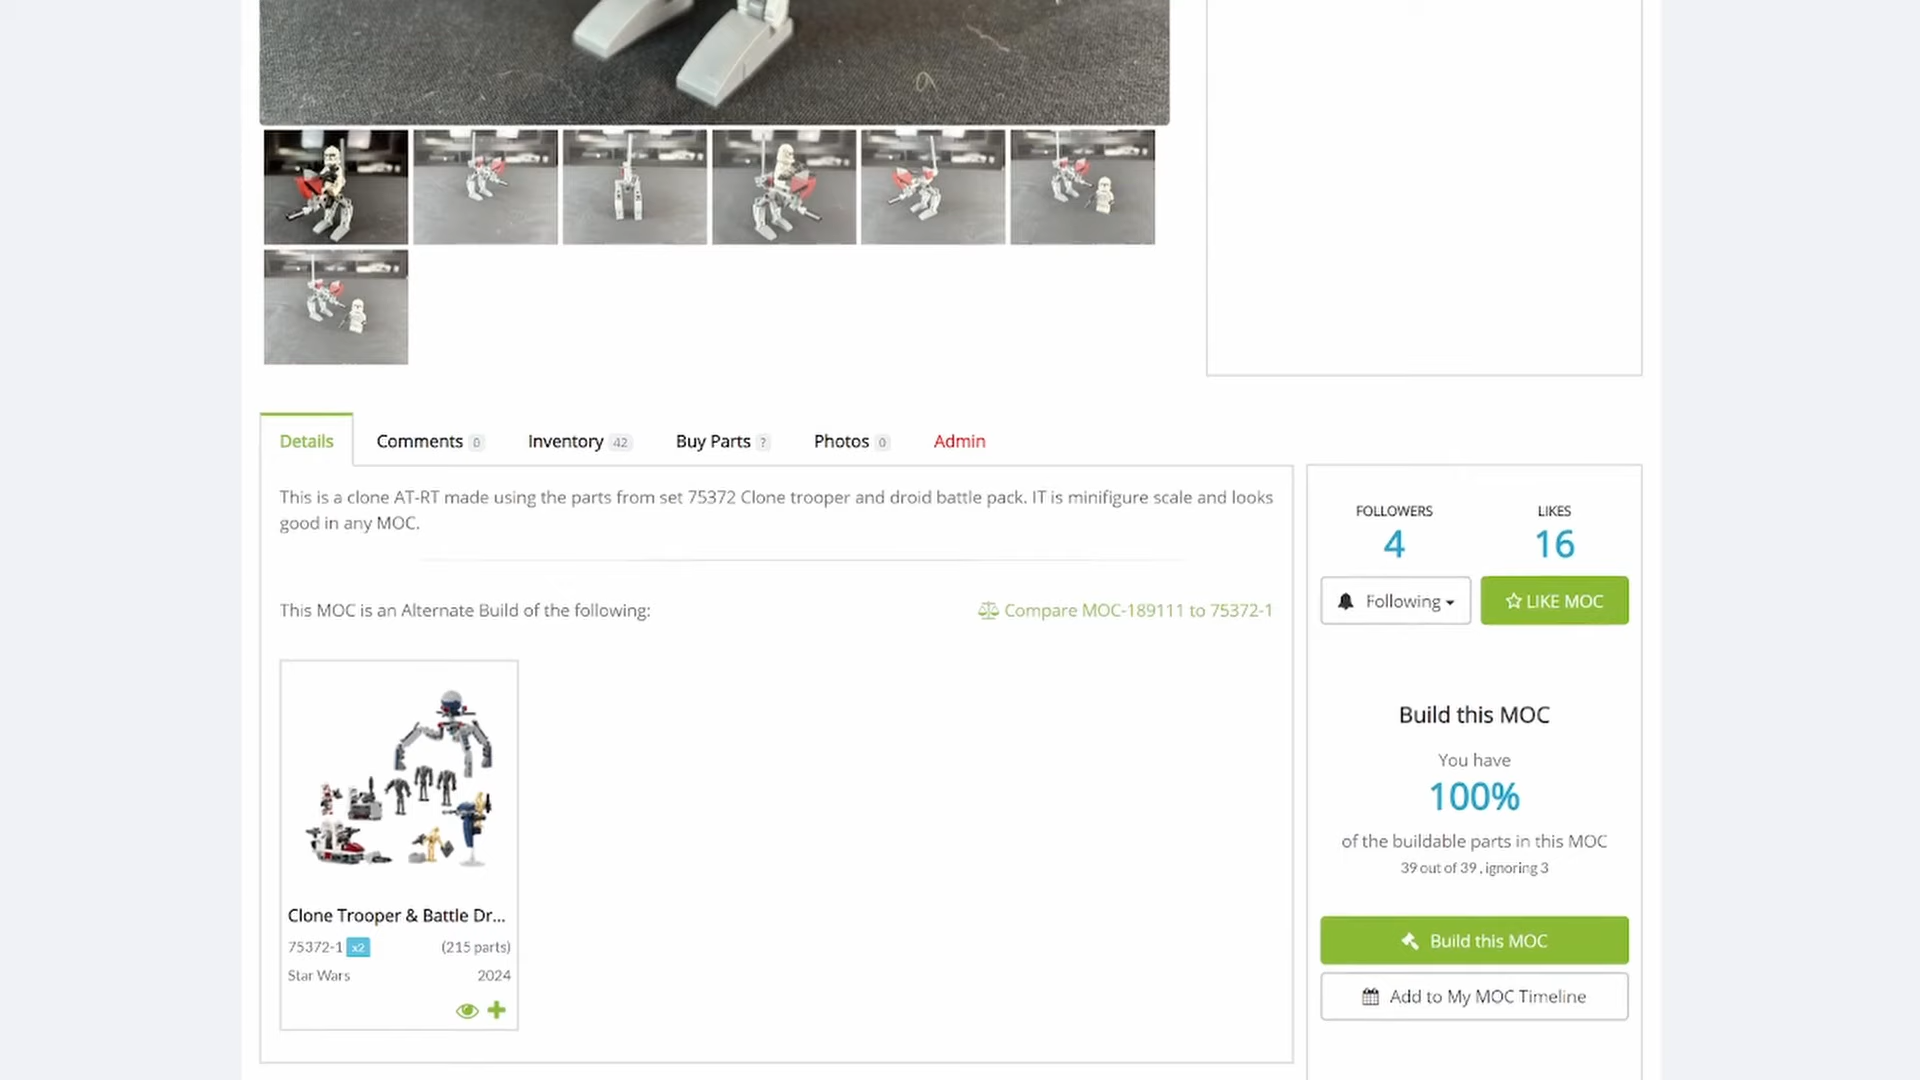 Details
Comments 0
Inventory 42
Buy Parts ?
Photos 0
Admin
This is a clone AT-RT made using the parts from set 75372 Clone trooper and droid battle pack. IT is minifigure scale and looks
good in any MOC.
This MOC is an Alternate Build of the following:
Compare MOC-189111 to 75372-1
Clone Trooper & Battle Dr...
75372-1 x2 (215 parts)
Star Wars 2024
FOLLOWERS LIKES
4 16
Following LIKE MOC
Build this MOC
You have
100%
of the buildable parts in this MOC
39 out of 39 , ignoring 3
Build this MOC
Add to My MOC Timeline